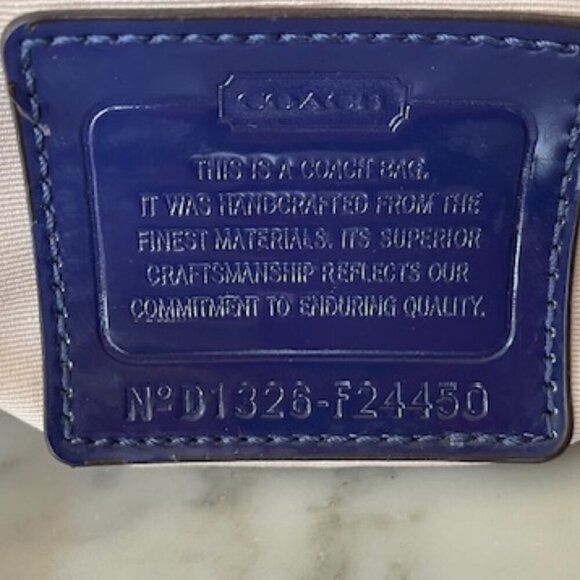 COACH
THIS IS A COACH BAG.
IT WAS HANDCRAFTED FROM THE
FINEST MATERIALS. ITS SUPERIOR
CRAFTSMANSHIP REFLECTS OUR
COMMITMENT TO ENDURING QUALITY.
Nº D1326-F24450